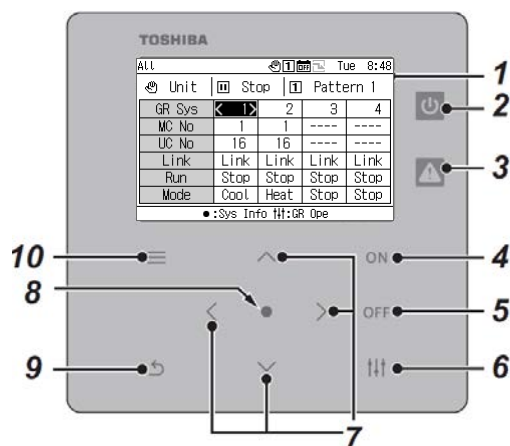 TOSHIBA
All 1 OFF Tue 8:48
Unit Stop 1 Pattern 1
GR Sys 1 2 3 4
MC No 1 1 ---- ----
UC No 16 16 ---- ----
Link Link Link Link Link
Run Stop Stop Stop Stop
Mode Cool Heat Stop Stop
● :Sys Info :GR Ope
ON
OFF
1
2
3
4
5
6
7
8
9
10